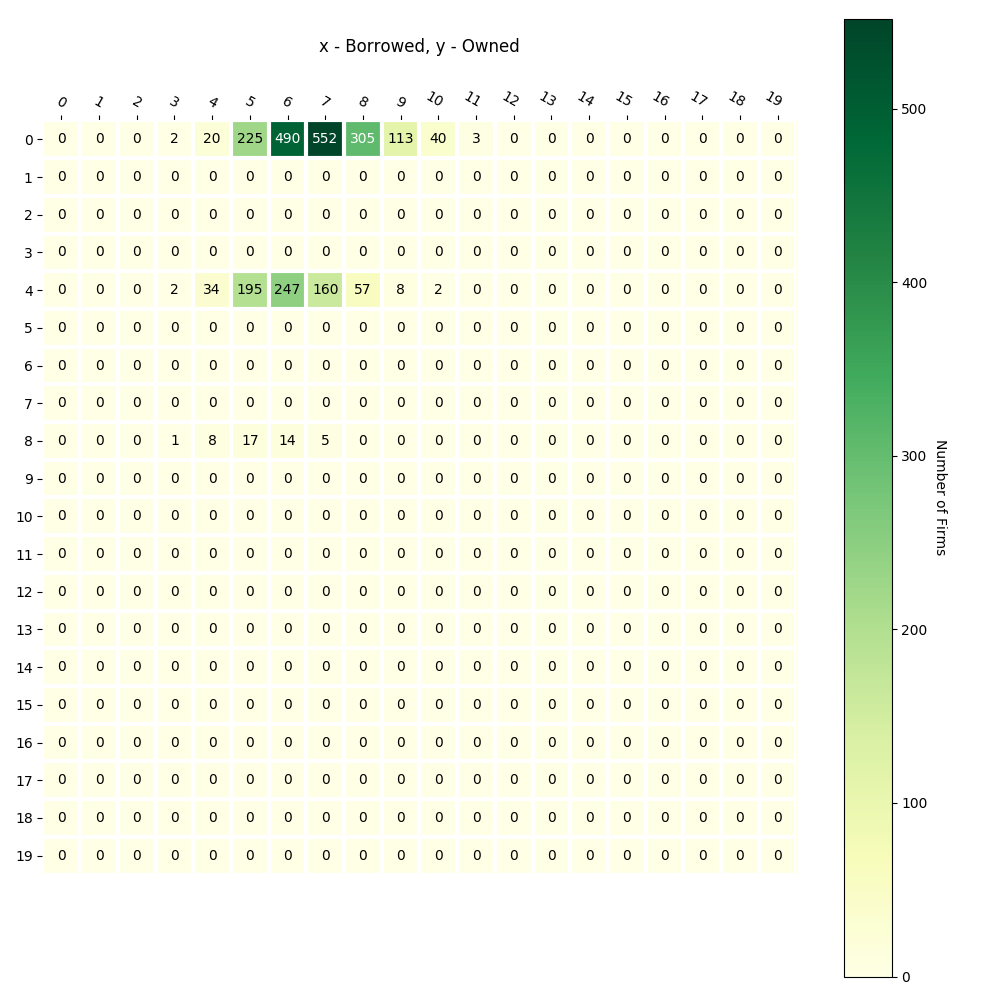 x - Borrowed, y - Owned
0 1 2 3 4 5 6 7 8 9 10 11 12 13 14 15 16 17 18 19
0 0 0 0 2 20 225 490 552 305 113 40 3 0 0 0 0 0 0 0 0
1 0 0 0 0 0 0 0 0 0 0 0 0 0 0 0 0 0 0 0 0
2 0 0 0 0 0 0 0 0 0 0 0 0 0 0 0 0 0 0 0 0
3 0 0 0 0 0 0 0 0 0 0 0 0 0 0 0 0 0 0 0 0
4 0 0 0 2 34 195 247 160 57 8 2 0 0 0 0 0 0 0 0 0
5 0 0 0 0 0 0 0 0 0 0 0 0 0 0 0 0 0 0 0 0
6 0 0 0 0 0 0 0 0 0 0 0 0 0 0 0 0 0 0 0 0
7 0 0 0 0 0 0 0 0 0 0 0 0 0 0 0 0 0 0 0 0
8 0 0 0 1 8 17 14 5 0 0 0 0 0 0 0 0 0 0 0 0
9 0 0 0 0 0 0 0 0 0 0 0 0 0 0 0 0 0 0 0 0
10 0 0 0 0 0 0 0 0 0 0 0 0 0 0 0 0 0 0 0 0
11 0 0 0 0 0 0 0 0 0 0 0 0 0 0 0 0 0 0 0 0
12 0 0 0 0 0 0 0 0 0 0 0 0 0 0 0 0 0 0 0 0
13 0 0 0 0 0 0 0 0 0 0 0 0 0 0 0 0 0 0 0 0
14 0 0 0 0 0 0 0 0 0 0 0 0 0 0 0 0 0 0 0 0
15 0 0 0 0 0 0 0 0 0 0 0 0 0 0 0 0 0 0 0 0
16 0 0 0 0 0 0 0 0 0 0 0 0 0 0 0 0 0 0 0 0
17 0 0 0 0 0 0 0 0 0 0 0 0 0 0 0 0 0 0 0 0
18 0 0 0 0 0 0 0 0 0 0 0 0 0 0 0 0 0 0 0 0
19 0 0 0 0 0 0 0 0 0 0 0 0 0 0 0 0 0 0 0 0
500
400
300
200
100
0
Number of Firms